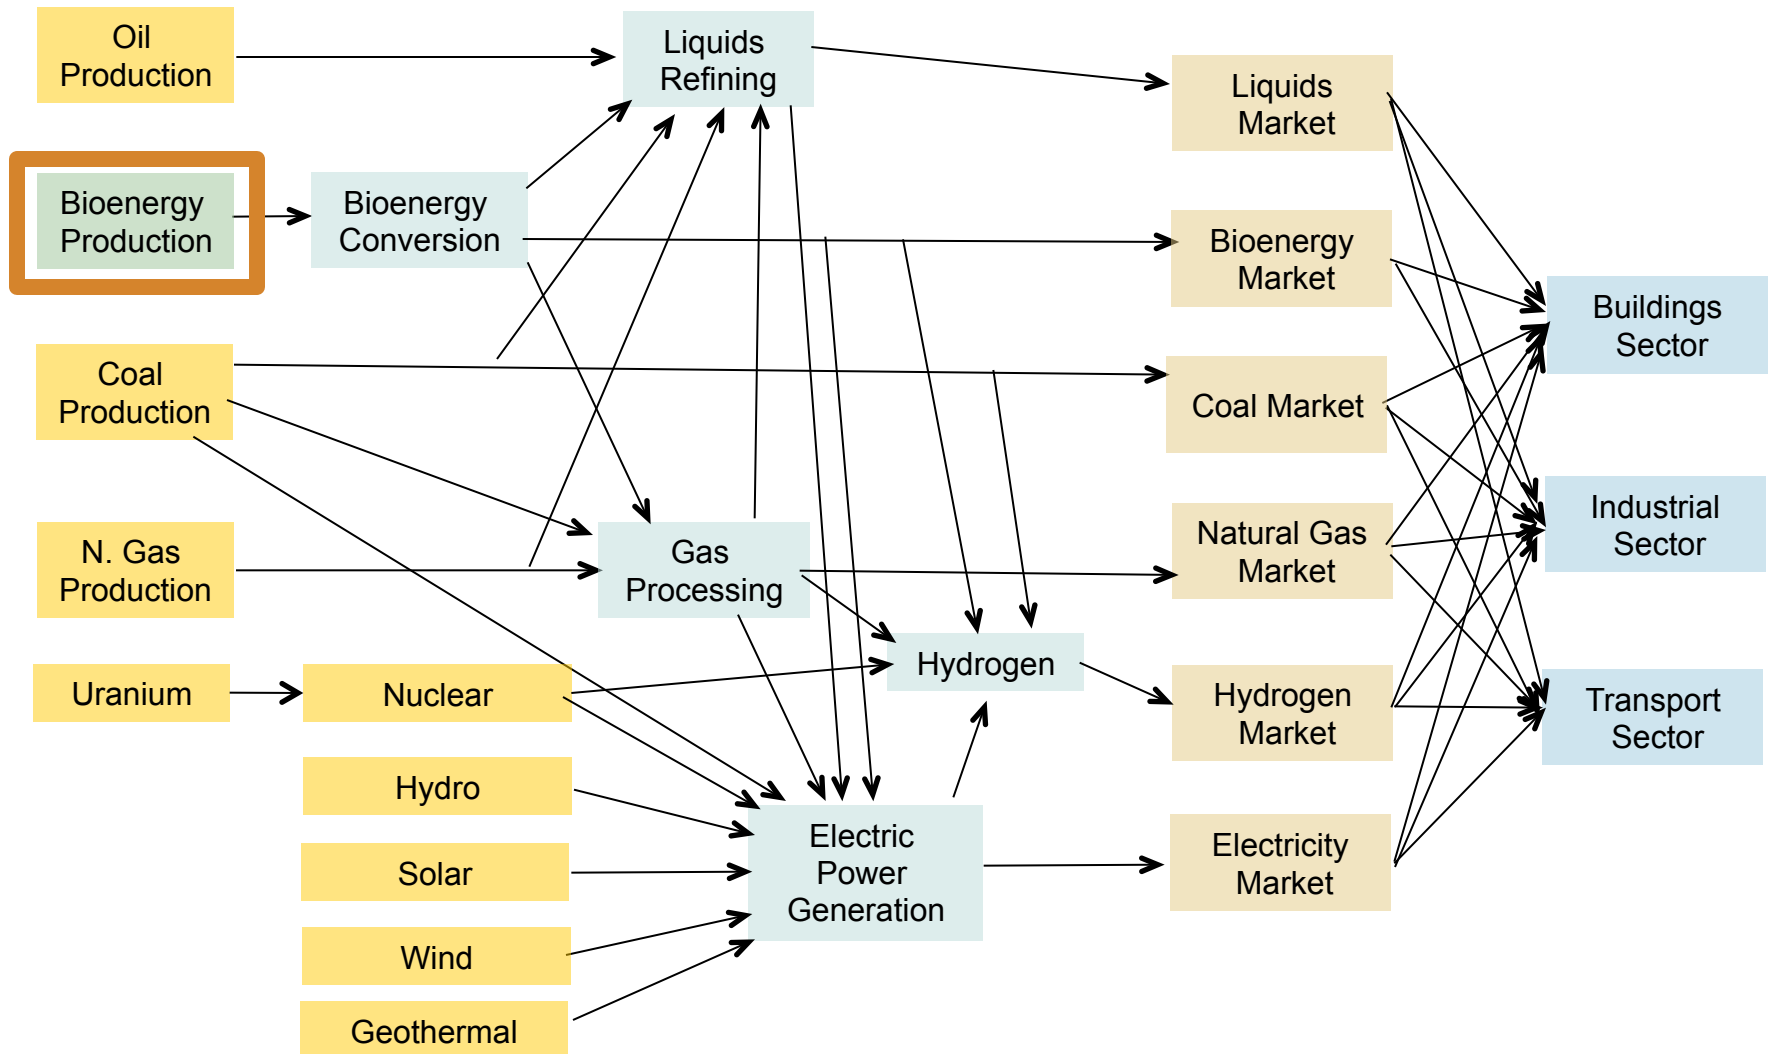 Oil
Production
Liquids
Refining
Liquids
Market
Bioenergy
Production
Bioenergy
Conversion
Bioenergy
Market
Buildings
Sector
Coal
Production
Coal Market
N. Gas
Production
Gas
Processing
Natural Gas
Market
Industrial
Sector
Uranium
Nuclear
Hydrogen
Hydrogen
Market
Transport
Sector
Hydro
Solar
Wind
Geothermal
Electric
Power
Generation
Electricity
Market